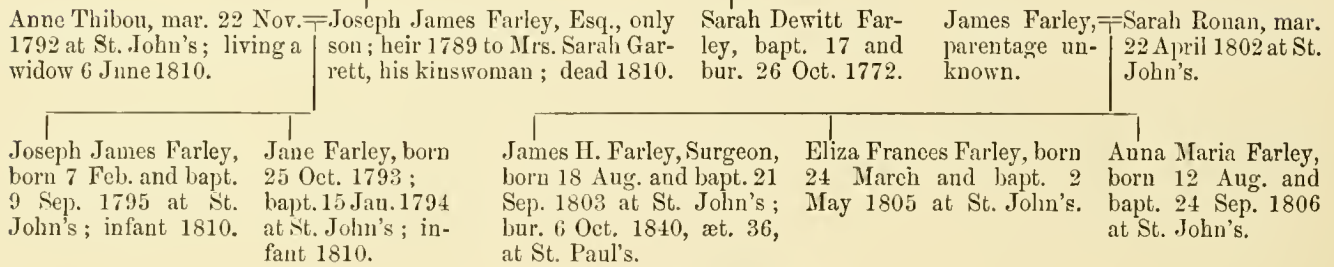 Anne Thibou, mar. 22 Nov.
1792 at St. John's; living a
widow 6 June 1810.
Joseph James Farley, Esq., only
son; heir 1789 to Mrs. Sarah Gar-
rett, his kinswoman; dead 1810.
Sarah Dewitt Far-
ley, bapt. 17 and
bur. 26 Oct. 1772.
James Farley,
parentage un-
known.
Sarah Ronan, mar.
22 April 1802 at St.
John's.
Joseph James Farley,
born 7 Feb. and bapt.
9 Sep. 1795 at St.
John's; infant 1810.
Jane Farley, born
25 Oct. 1793;
bapt. 15 Jan. 1794
at St. John's; in-
fant 1810.
James H. Farley, Surgeon,
born 18 Aug. and bapt. 21
Sep. 1803 at St. John's;
bur. 6 Oct. 1840, æt. 36,
at St. Paul's.
Eliza Frances Farley, born
24 March and bapt. 2
May 1805 at St. John's.
Anna Maria Farley,
born 12 Aug. and
bapt. 24 Sep. 1806
at St. John's.